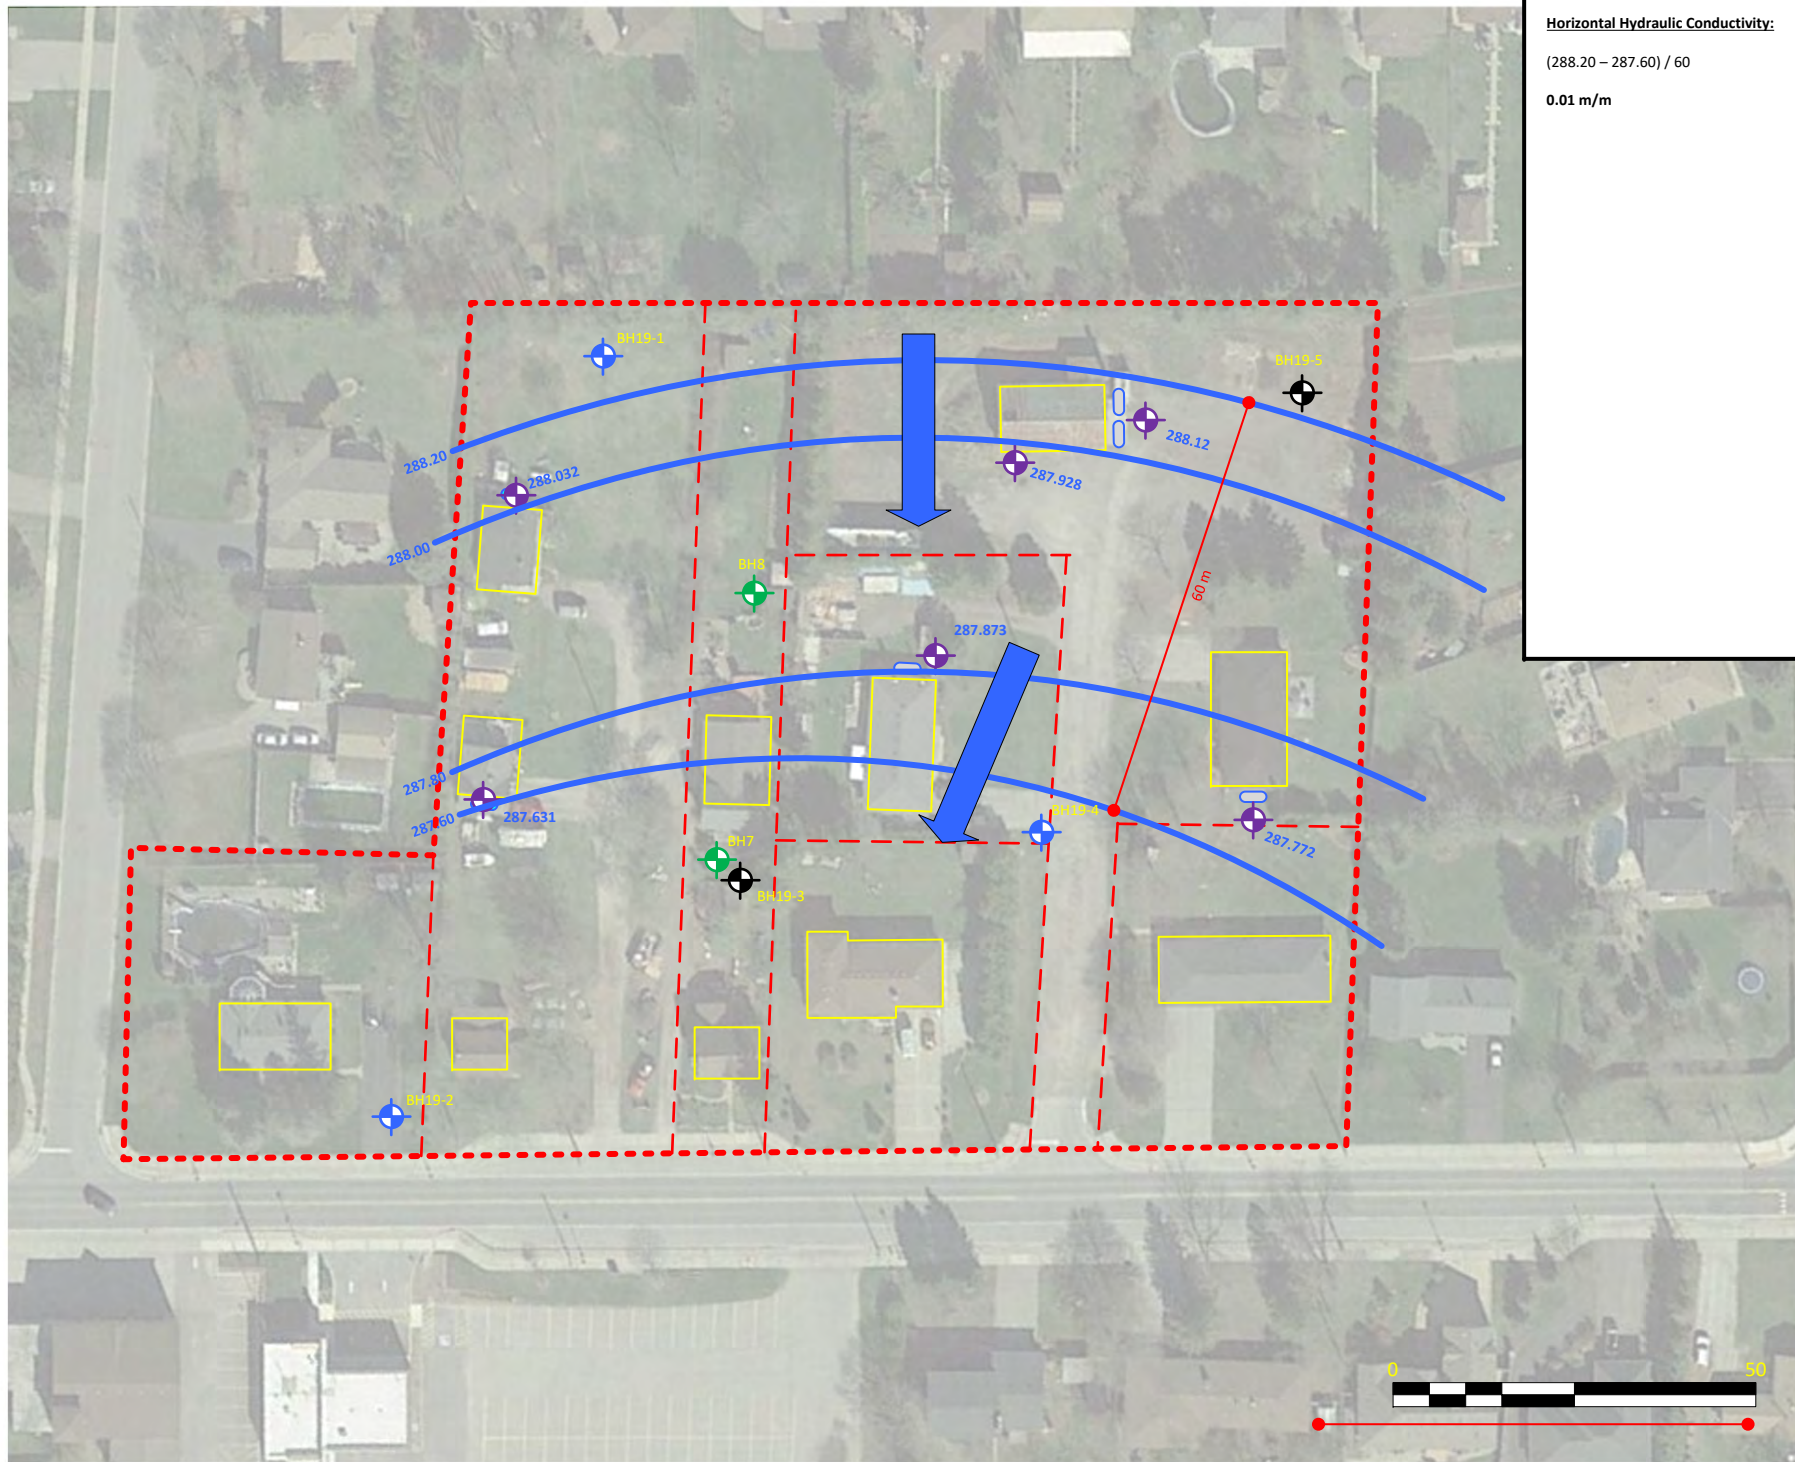 Horizontal Hydraulic Conductivity:
(288.20 – 287.60) / 60
0.01 m/m
BH19-1
BH19-5
288.20
288.12
288.032
287.928
288.00
BH8
60 m
287.873
287.80
BH19-4
287.60
287.631
287.772
BH7
BH19-3
BH19-2
0 50